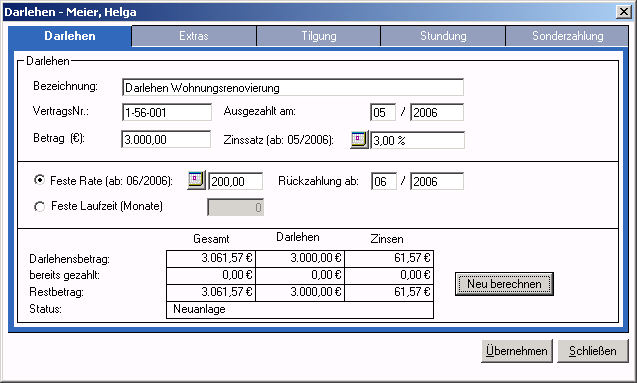 Darlehen - Meier, Helga
Darlehen Extras Tilgung Stundung Sonderzahlung
Darlehen
Bezeichnung: Darlehen Wohnungsrenovierung
VertragsNr.: 1-56-001 Ausgezahlt am: 05 / 2006
Betrag (€): 3.000,00 Zinssatz (ab: 05/2006): 3,00 %
Feste Rate (ab: 06/2006): 200,00 Rückzahlung ab: 06 / 2006
Feste Laufzeit (Monate) 0
Gesamt Darlehen Zinsen
Darlehensbetrag: 3.061,57 € 3.000,00 € 61,57 €
bereits gezahlt: 0,00 € 0,00 € 0,00 €
Restbetrag: 3.061,57 € 3.000,00 € 61,57 € Neu berechnen
Status: Neuanlage
Übernehmen Schließen